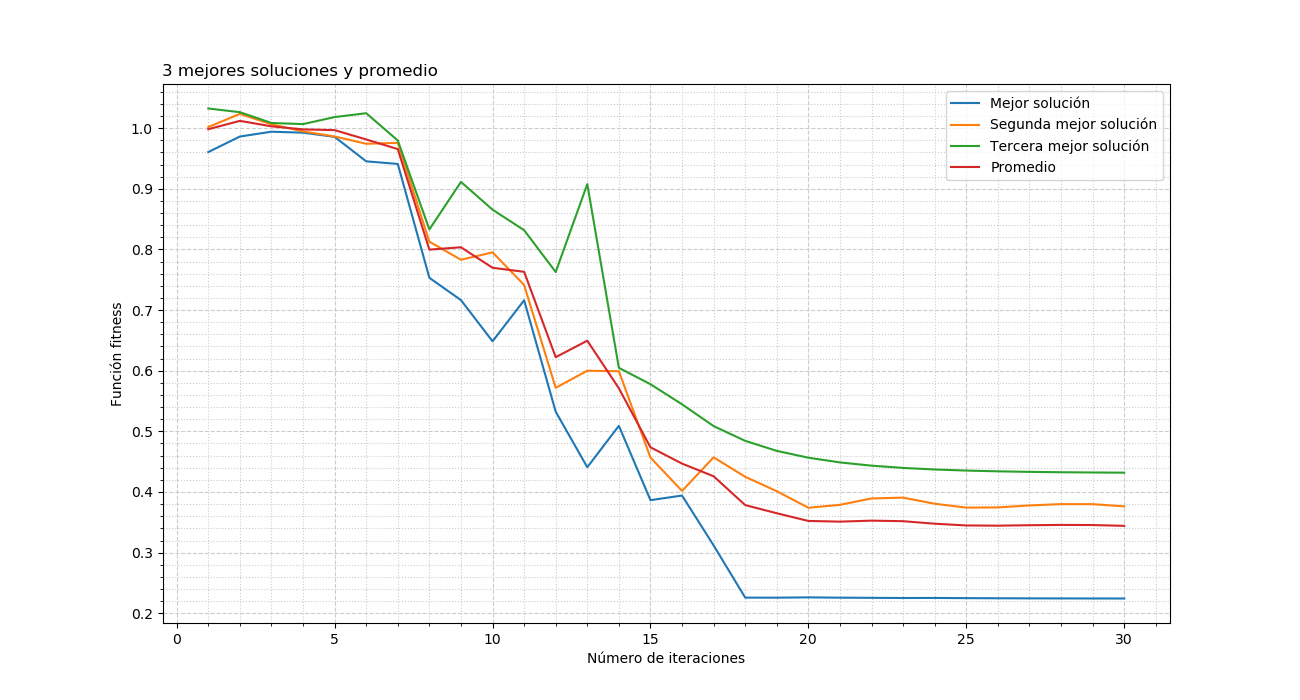 3 mejores soluciones y promedio
Mejor solución
Segunda mejor solución
Tercera mejor solución
Promedio
Función fitness
1.0
0.9
0.8
0.7
0.6
0.5
0.4
0.3
0.2
0 5 10 15 20 25 30
Número de iteraciones